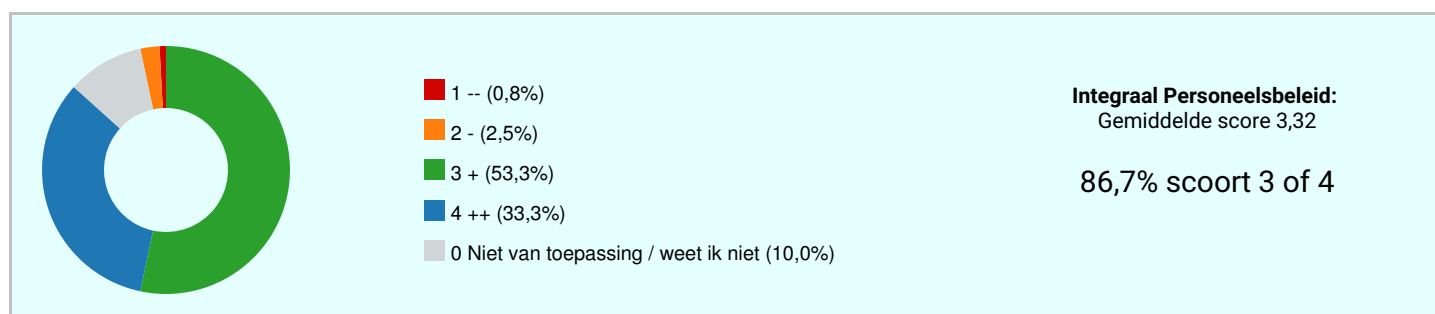 1 -- (0,8%)
2 - (2,5%)
3 + (53,3%)
4 ++ (33,3%)
0 Niet van toepassing / weet ik niet (10,0%)
Integraal Personeelsbeleid:
Gemiddelde score 3,32
86,7% scoort 3 of 4